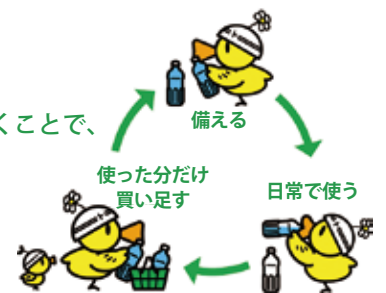 くことで、
備える
日常で使う
使った分だけ
買い足す